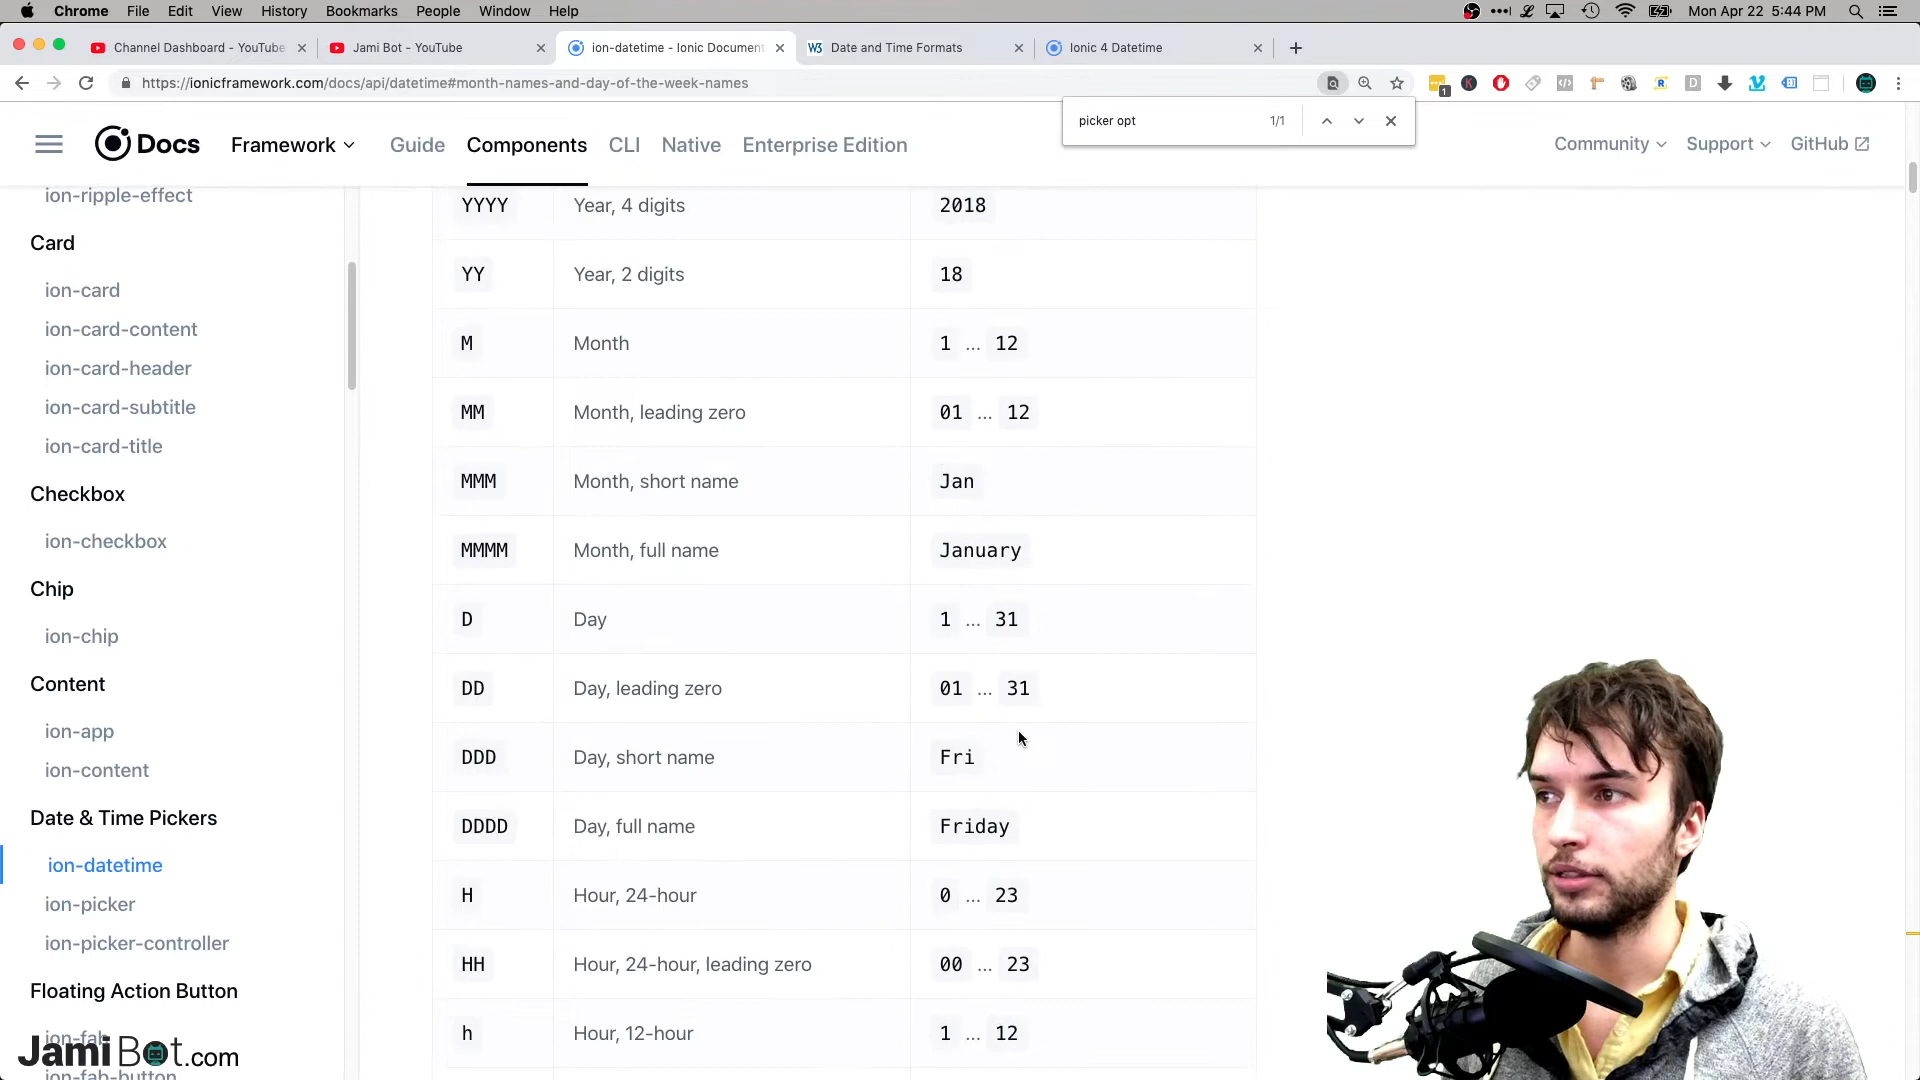 Chrome File Edit View History Bookmarks People Window Help
Mon Apr 22 5:44 PM
Channel Dashboard - YouTube
Jami Bot - YouTube
ion-datetime - Ionic Document
W3 Date and Time Formats
Ionic 4 Datetime
https://ionicframework.com/docs/api/datetime#month-names-and-day-of-the-week-names
picker opt 1/1
Docs Framework Guide Components CLI Native Enterprise Edition
Community Support GitHub
ion-ripple-effect
Card
ion-card
ion-card-content
ion-card-header
ion-card-subtitle
ion-card-title
Checkbox
ion-checkbox
Chip
ion-chip
Content
ion-app
ion-content
Date & Time Pickers
ion-datetime
ion-picker
ion-picker-controller
Floating Action Button
ion-fab
ion-fab-button
YYYY Year, 4 digits 2018
YY Year, 2 digits 18
M Month 1 ... 12
MM Month, leading zero 01 ... 12
MMM Month, short name Jan
MMMM Month, full name January
D Day 1 ... 31
DD Day, leading zero 01 ... 31
DDD Day, short name Fri
DDDD Day, full name Friday
H Hour, 24-hour 0 ... 23
HH Hour, 24-hour, leading zero 00 ... 23
h Hour, 12-hour 1 ... 12
JamiBot.com